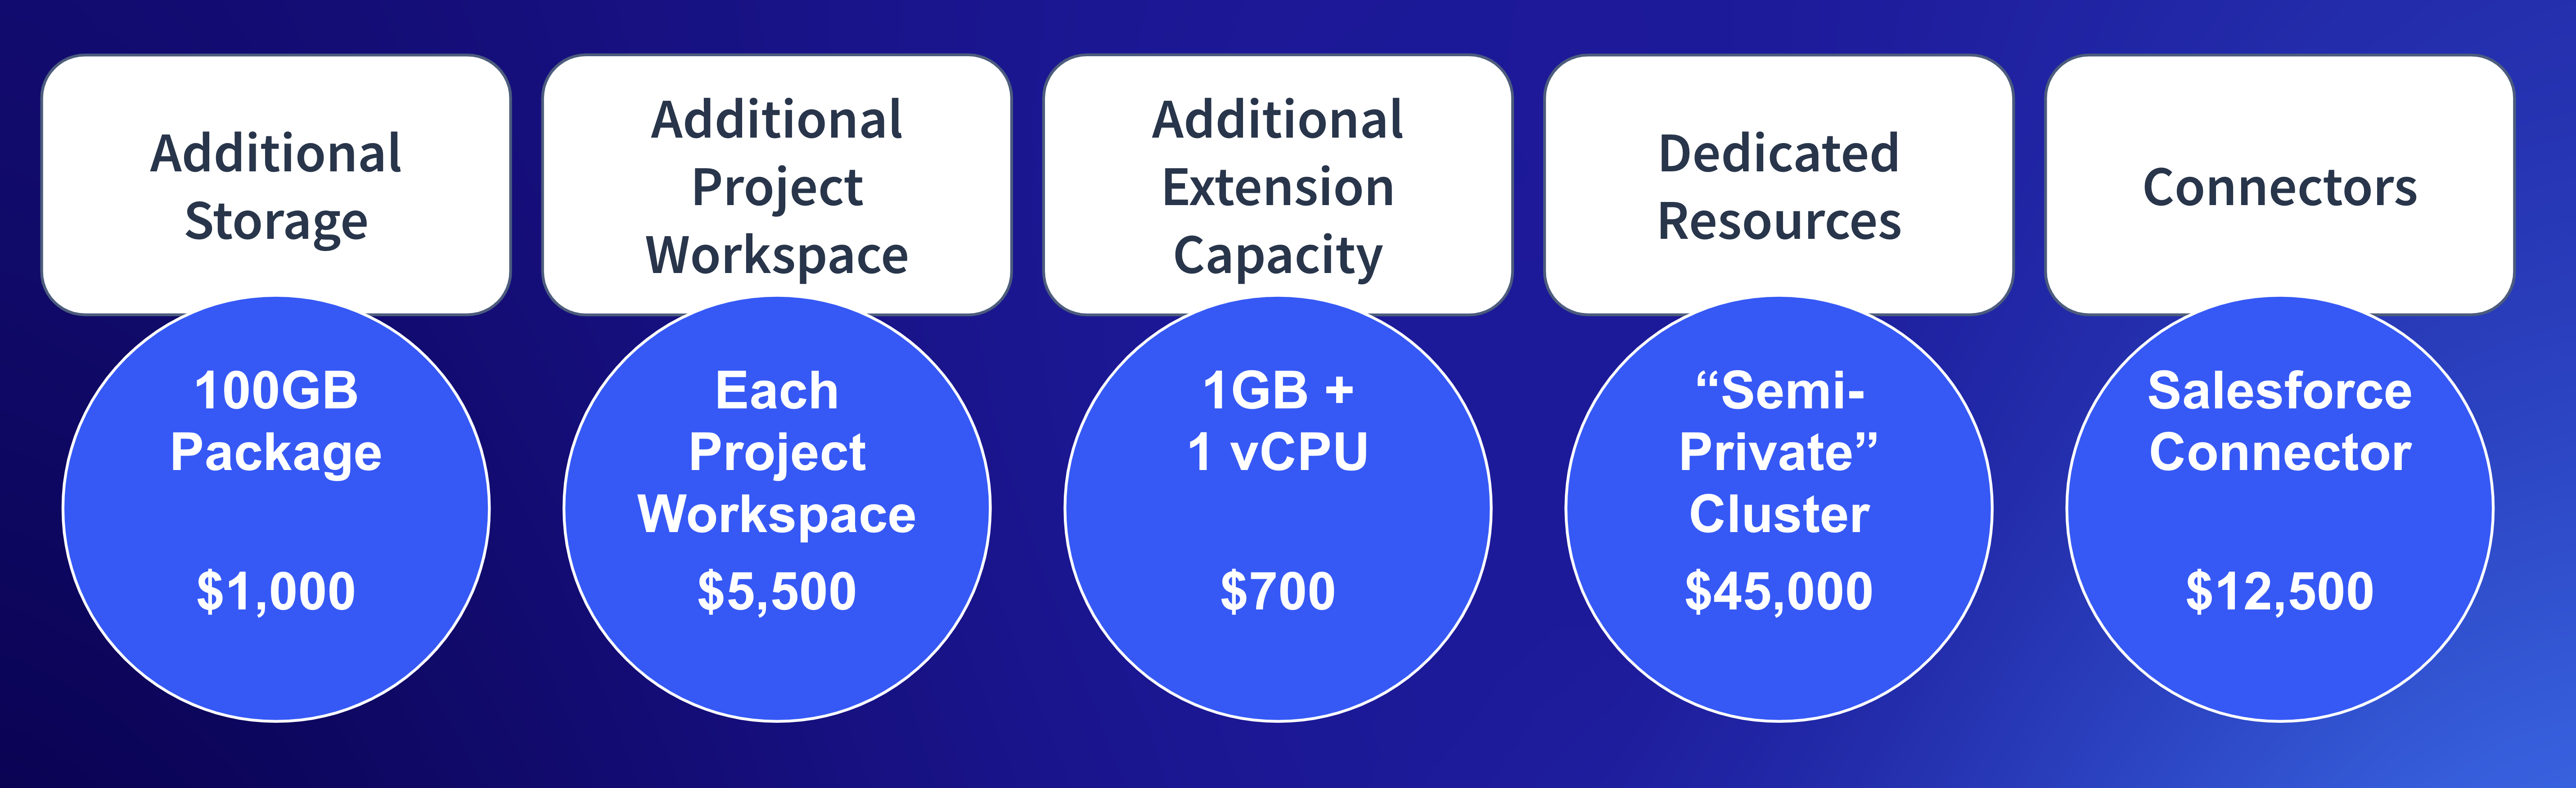 Additional
Storage
100GB
Package
$1,000
Additional
Project
Workspace
Each
Project
Workspace
$5,500
Additional
Extension
Capacity
1GB +
1 vCPU
$700
Dedicated
Resources
“Semi-
Private”
Cluster
$45,000
Connectors
Salesforce
Connector
$12,500